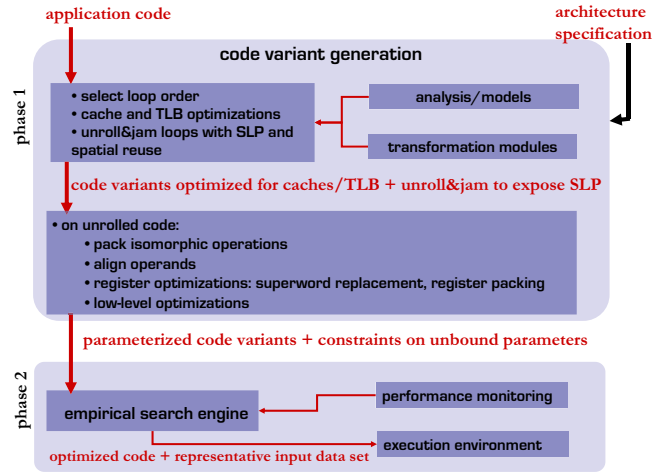 application code
architecture
specification
code variant generation
phase 1
• select loop order
• cache and TLB optimizations
• unroll&jam loops with SLP and
spatial reuse
analysis/models
transformation modules
code variants optimized for caches/TLB + unroll&jam to expose SLP
• on unrolled code:
• pack isomorphic operations
• align operands
• register optimizations: superword replacement, register packing
• low-level optimizations
parameterized code variants + constraints on unbound parameters
phase 2
empirical search engine
performance monitoring
execution environment
optimized code + representative input data set